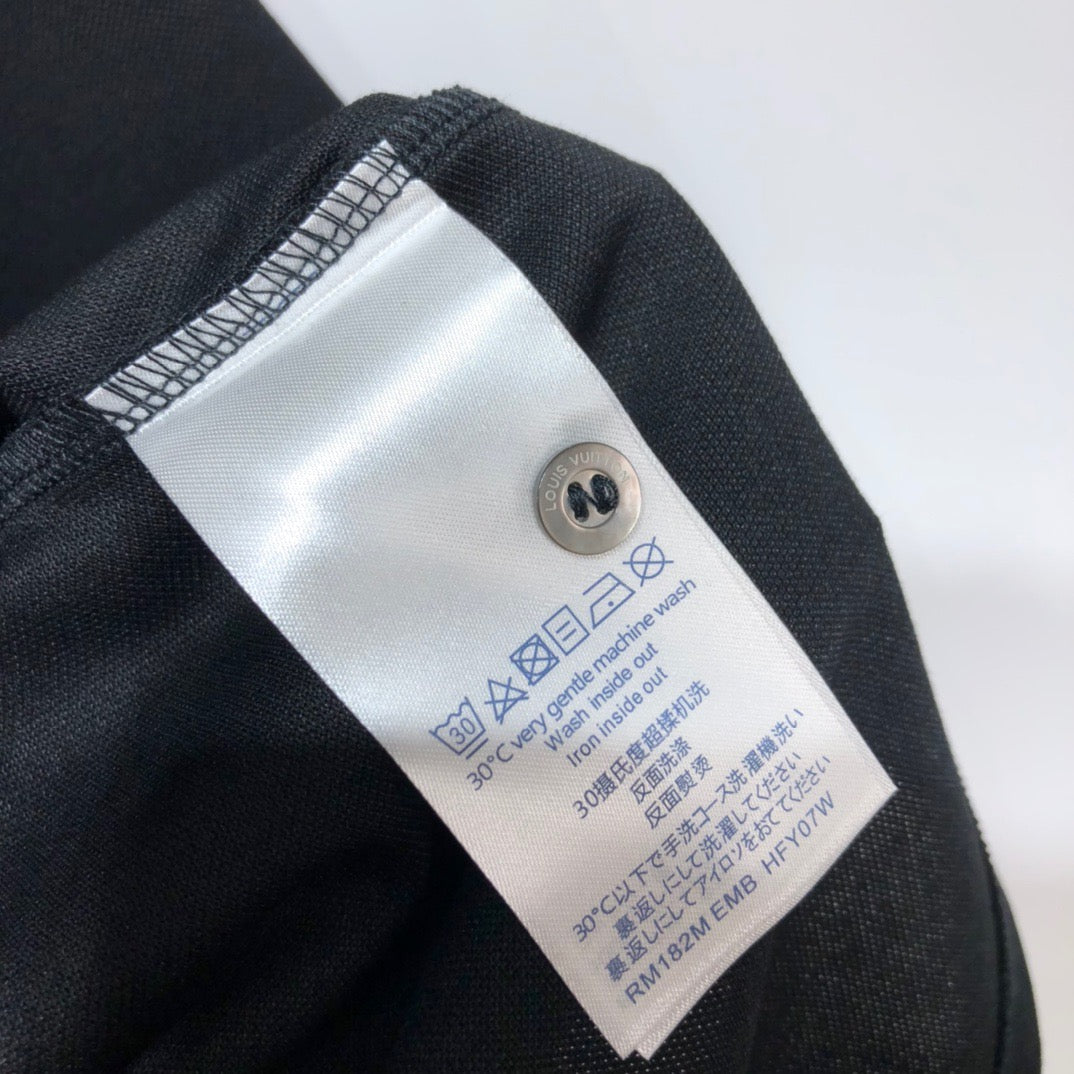 LOUIS VUITTON
30
30°C very gentle machine wash
Wash inside out
Iron inside out
30摄氏度超揉机洗
反面洗涤
反面熨烫
30°C以下で手洗コース洗濯機洗い
裏返しにして洗濯してください
裏返しにしてアイロンをおてください
RM182M EMB HFY07W